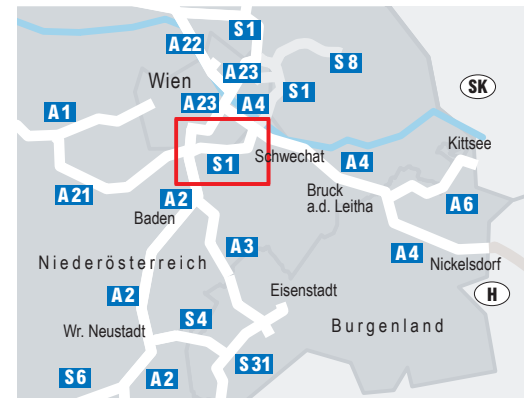 S1
A22
S8
A23
Wien
SK
S1
A23
A4
A1
Kittsee
Schwechat
A4
S1
Bruck
a.d. Leitha
A21
A2
A6
Baden
A3
A4
Niederösterreich
Nickelsdorf
Eisenstadt
H
A2
S4
Burgenland
Wr. Neustadt
S31
S6
A2